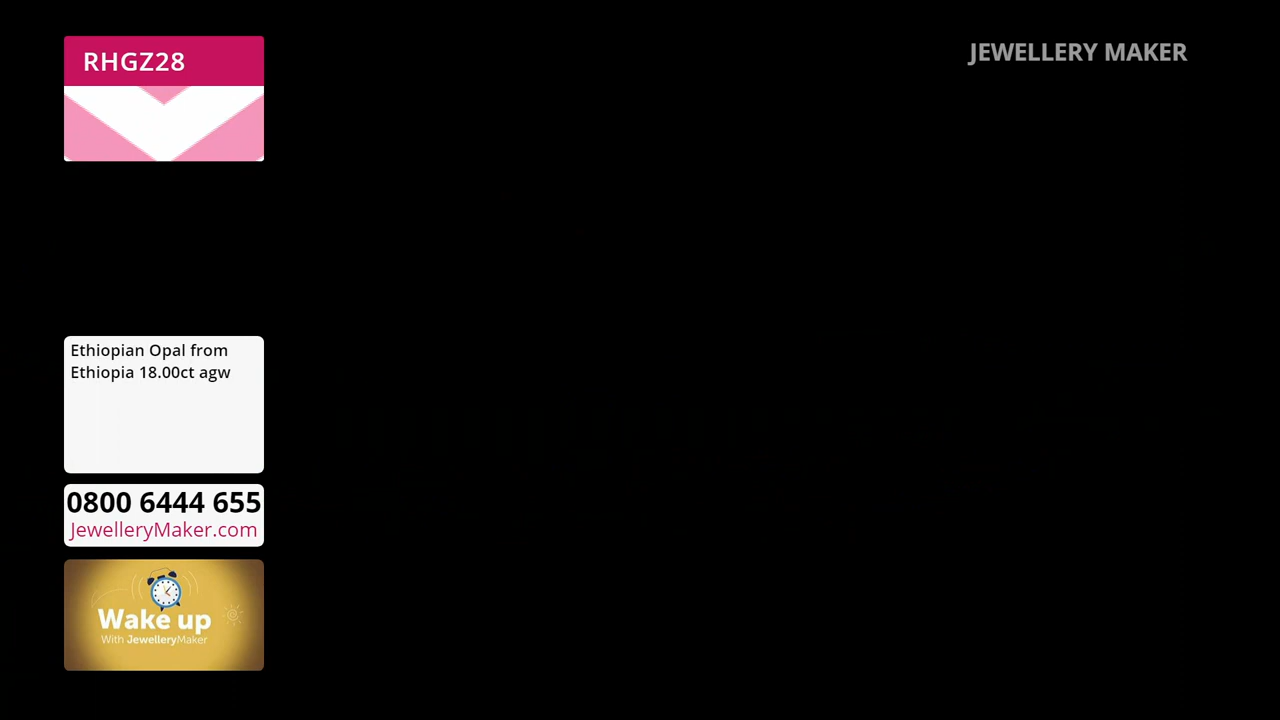 RHGZ28
JEWELLERY MAKER
Ethiopian Opal from
Ethiopia 18.00ct agw
0800 6444 655
JewelleryMaker.com
Wake up
With JewelleryMaker